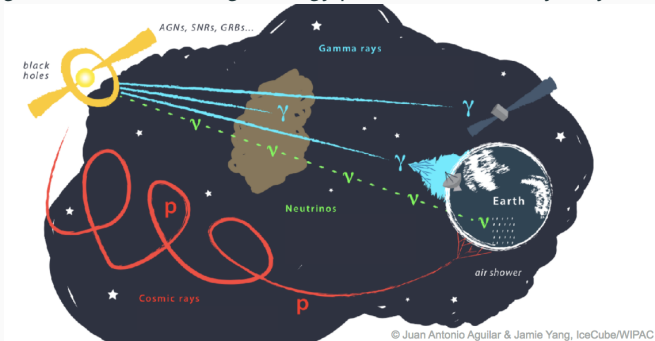 AGNs, SNRs, GRBs...
black
holes
Gamma rays
γ
γ
ν
ν
γ
ν
ν
Earth
ν
Neutrinos
p
air shower
Cosmic rays
p
© Juan Antonio Aguilar & Jamie Yang, IceCube/WIPAC